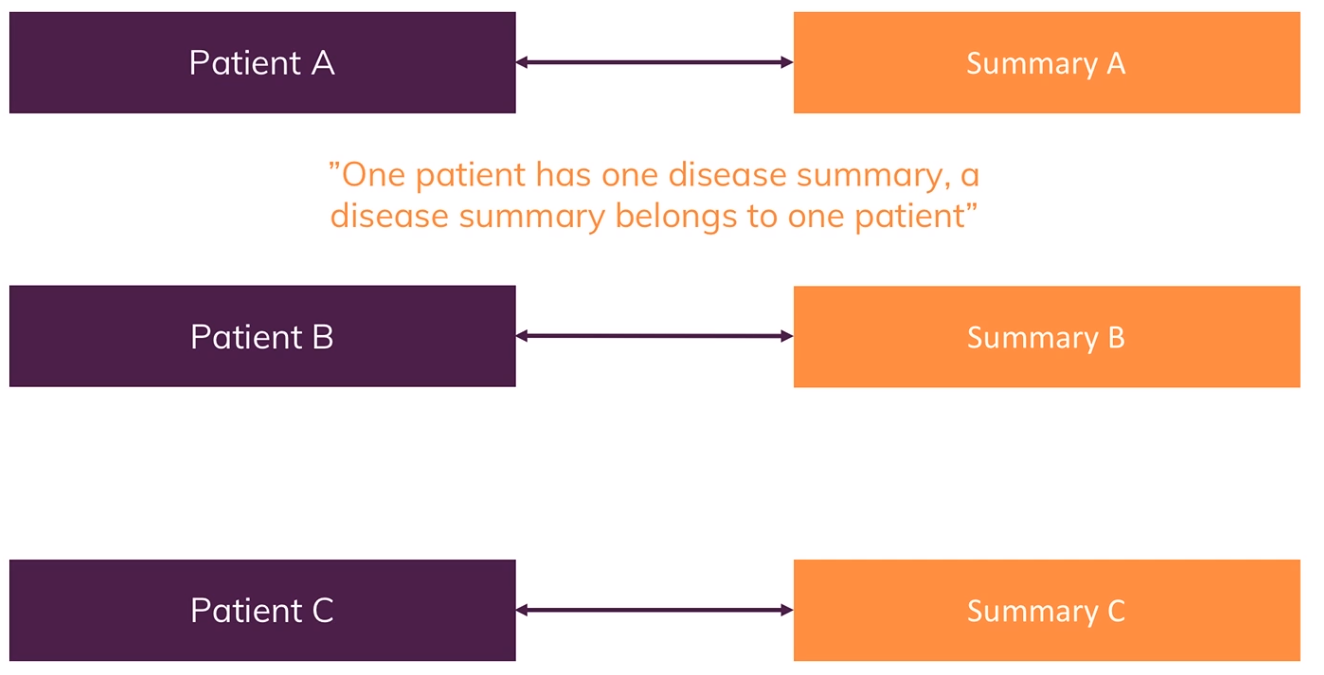 Patient A
Summary A
”One patient has one disease summary, a
disease summary belongs to one patient”
Patient B
Summary B
Patient C
Summary C